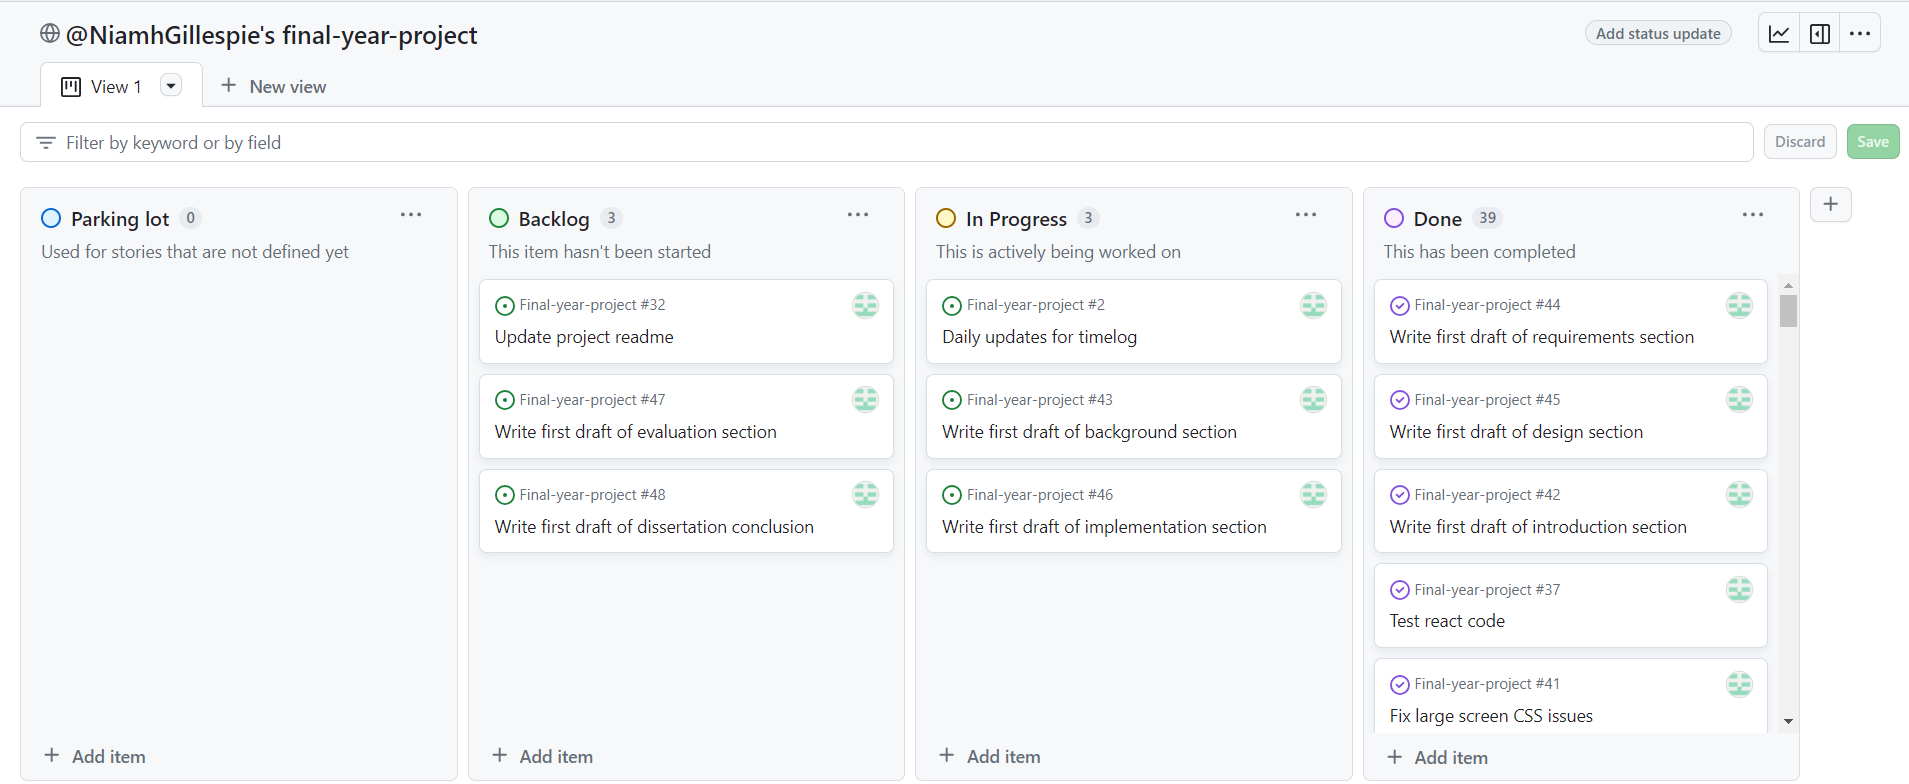 @NiamhGillespie's final-year-project
Add status update
View 1
New view
Filter by keyword or by field
Discard
Save
Parking lot 0
Used for stories that are not defined yet
Add item
Backlog 3
This item hasn't been started
Final-year-project #32
Update project readme
Final-year-project #47
Write first draft of evaluation section
Final-year-project #48
Write first draft of dissertation conclusion
Add item
In Progress 3
This is actively being worked on
Final-year-project #2
Daily updates for timelog
Final-year-project #43
Write first draft of background section
Final-year-project #46
Write first draft of implementation section
Add item
Done 39
This has been completed
Final-year-project #44
Write first draft of requirements section
Final-year-project #45
Write first draft of design section
Final-year-project #42
Write first draft of introduction section
Final-year-project #37
Test react code
Final-year-project #41
Fix large screen CSS issues
Add item